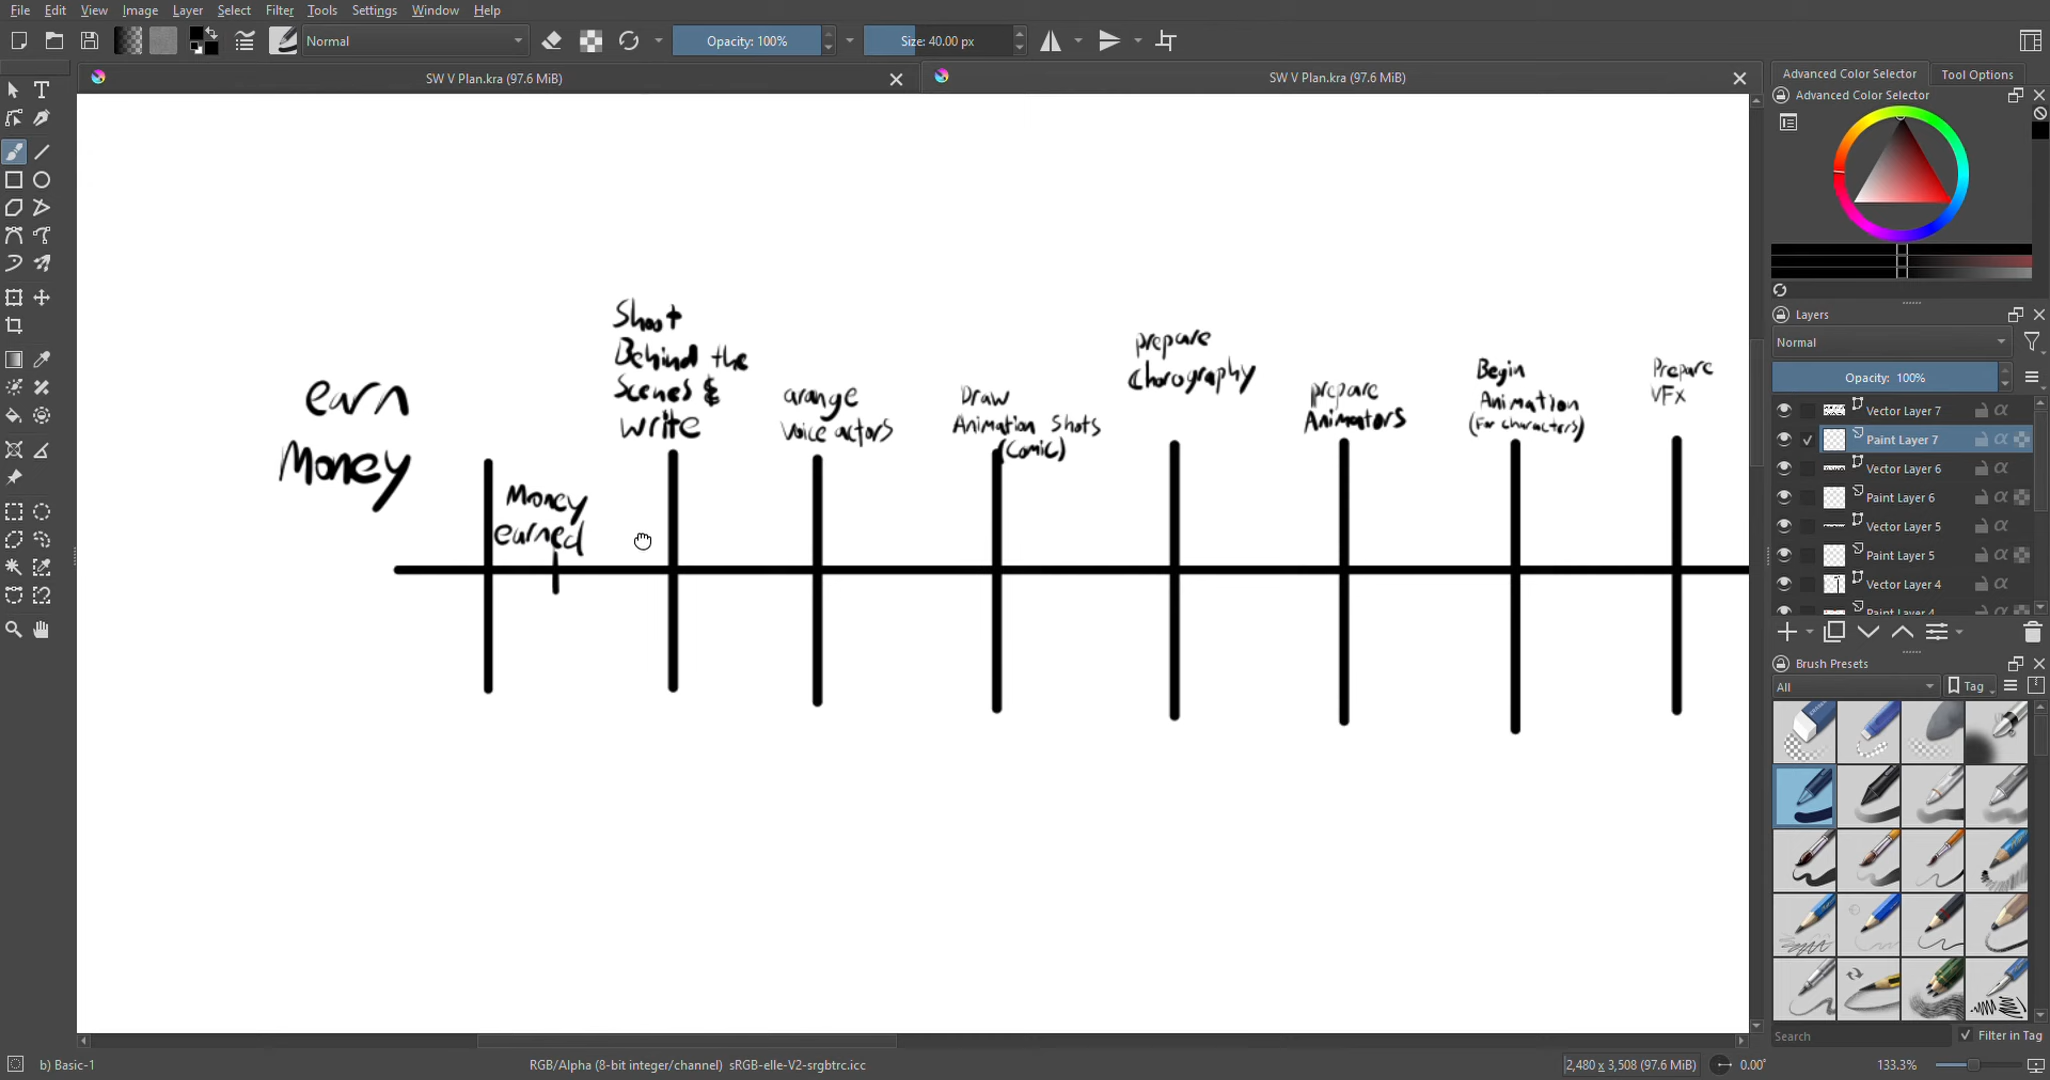 File Edit View Image Layer Select Filter Tools Settings Window Help
Normal
Opacity: 100%
Size: 40.00 px
SW V Plan.kra (97.6 MiB)
SW V Plan.kra (97.6 MiB)
earn
Money
Money
earned
Shoot
Behind the
Scenes &
write
arange
Voice actors
Draw
Animation Shots
(Comic)
prepare
Chorography
prepare
Animators
Begin
Animation
(For characters)
Prepare
VFx
Advanced Color Selector
Tool Options
Advanced Color Selector
Layers
Normal
Opacity: 100%
Vector Layer 7
Paint Layer 7
Vector Layer 6
Paint Layer 6
Vector Layer 5
Paint Layer 5
Vector Layer 4
Paint Layer 4
Brush Presets
All
Tag
Search
Filter in Tag
b) Basic-1
RGB/Alpha (8-bit integer/channel) sRGB-elle-V2-srgbtrc.icc
2,480 x 3,508 (97.6 MiB)
0.00°
133.3%